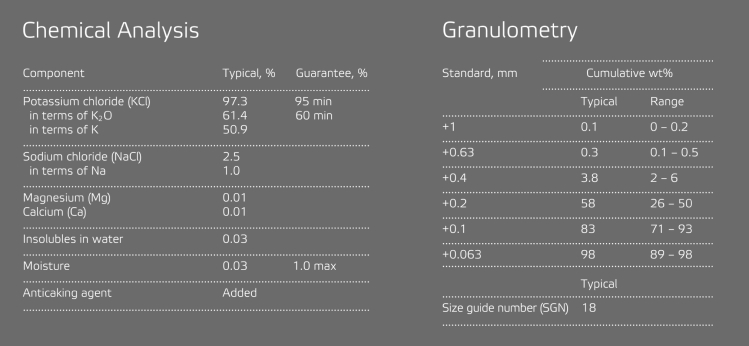 Chemical Analysis
Component Typical, % Guarantee, %
Potassium chloride (KCl) 97.3 95 min
in terms of K₂O 61.4 60 min
in terms of K 50.9
Sodium chloride (NaCl) 2.5
in terms of Na 1.0
Magnesium (Mg) 0.01
Calcium (Ca) 0.01
Insolubles in water 0.03
Moisture 0.03 1.0 max
Anticaking agent Added
Granulometry
Standard, mm Cumulative wt%
Typical Range
+1 0.1 0 – 0.2
+0.63 0.3 0.1 – 0.5
+0.4 3.8 2 – 6
+0.2 58 26 – 50
+0.1 83 71 – 93
+0.063 98 89 – 98
Typical
Size guide number (SGN) 18